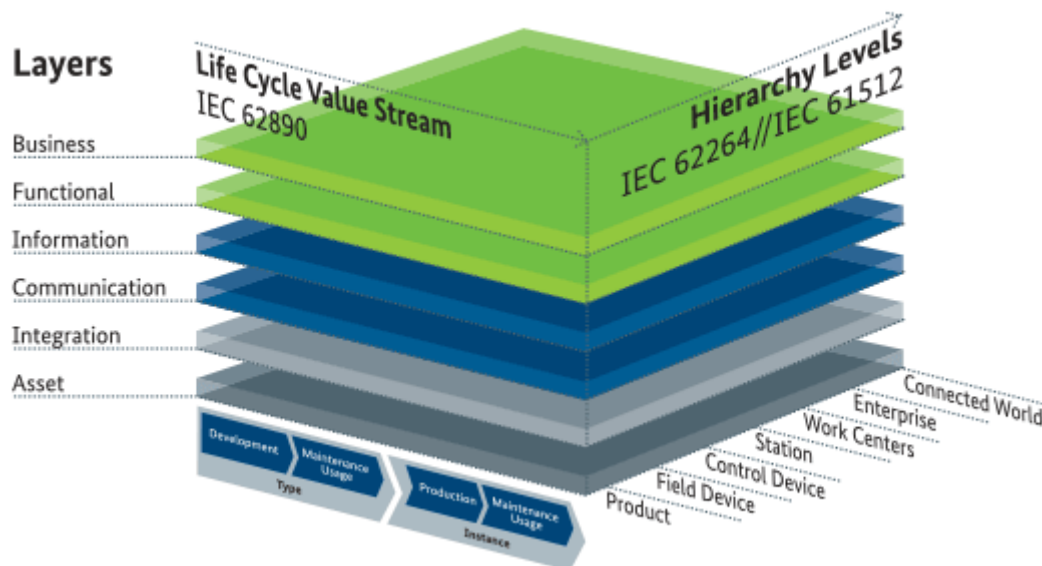 Layers
Life Cycle Value Stream
IEC 62890
Hierarchy Levels
IEC 62264//IEC 61512
Business
Functional
Information
Communication
Integration
Asset
Development
Maintenance
Usage
Type
Production
Maintenance
Usage
Instance
Connected World
Enterprise
Work Centers
Station
Control Device
Field Device
Product